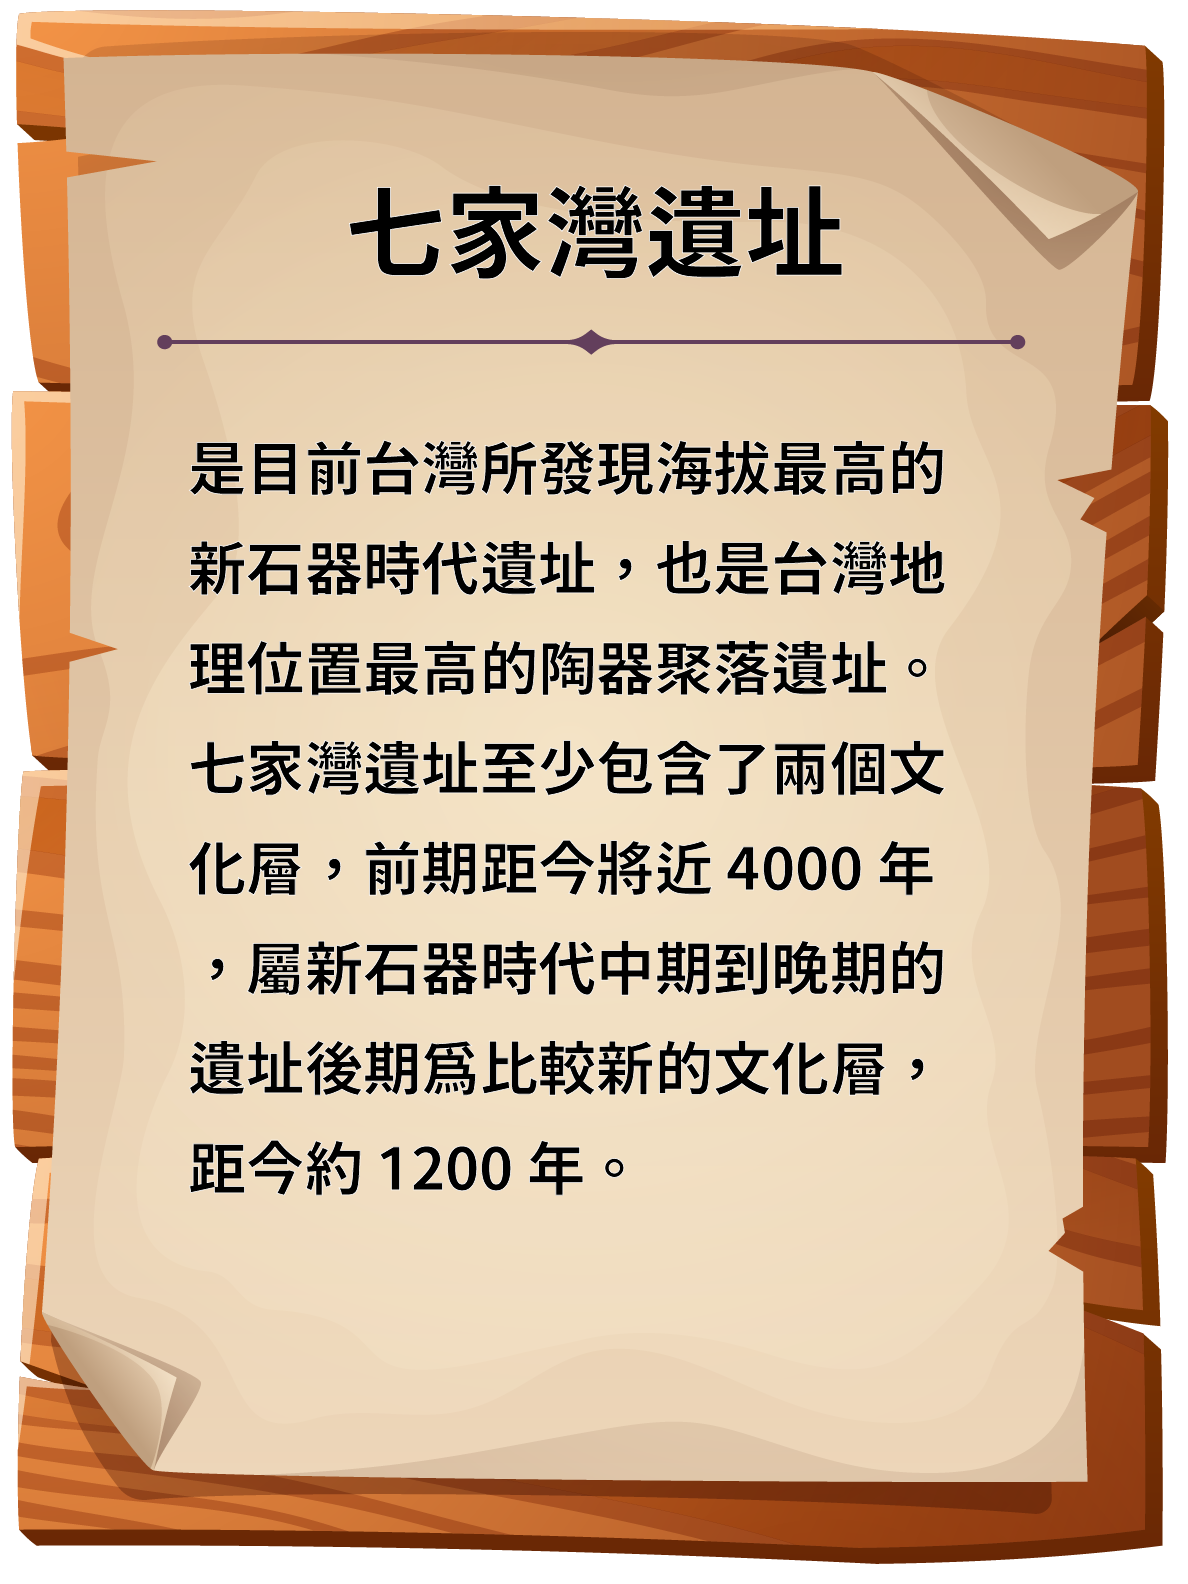 七家灣遺址
是目前台灣所發現海拔最高的
新石器時代遺址，也是台灣地
理位置最高的陶器聚落遺址。
七家灣遺址至少包含了兩個文
化層，前期距今將近 4000 年
，屬新石器時代中期到晚期的
遺址後期爲比較新的文化層，
距今約 1200 年。